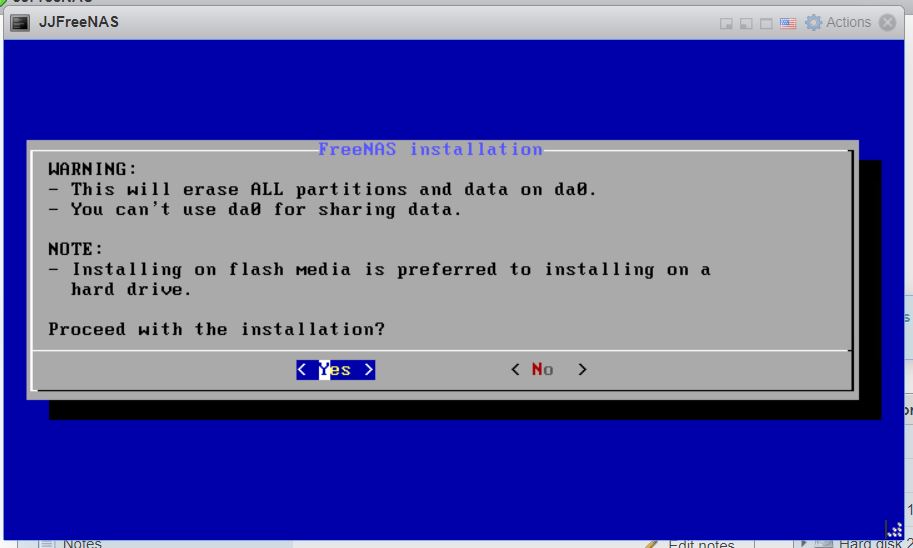 JJFreeNAS
Actions
FreeNAS installation
WARNING:
- This will erase ALL partitions and data on da0.
- You can't use da0 for sharing data.
NOTE:
- Installing on flash media is preferred to installing on a
hard drive.
Proceed with the installation?
< Yes >
< No >
Notes
Edit notes
Hard disk 2